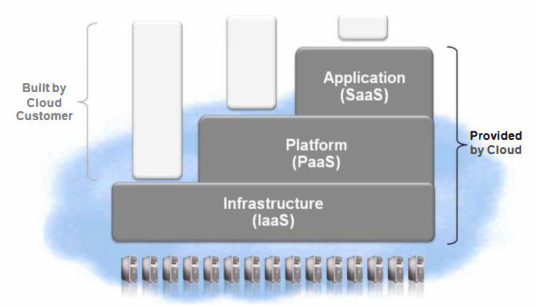 Built by
Cloud
Customer
Application
(SaaS)
Platform
(PaaS)
Infrastructure
(IaaS)
Provided
by Cloud